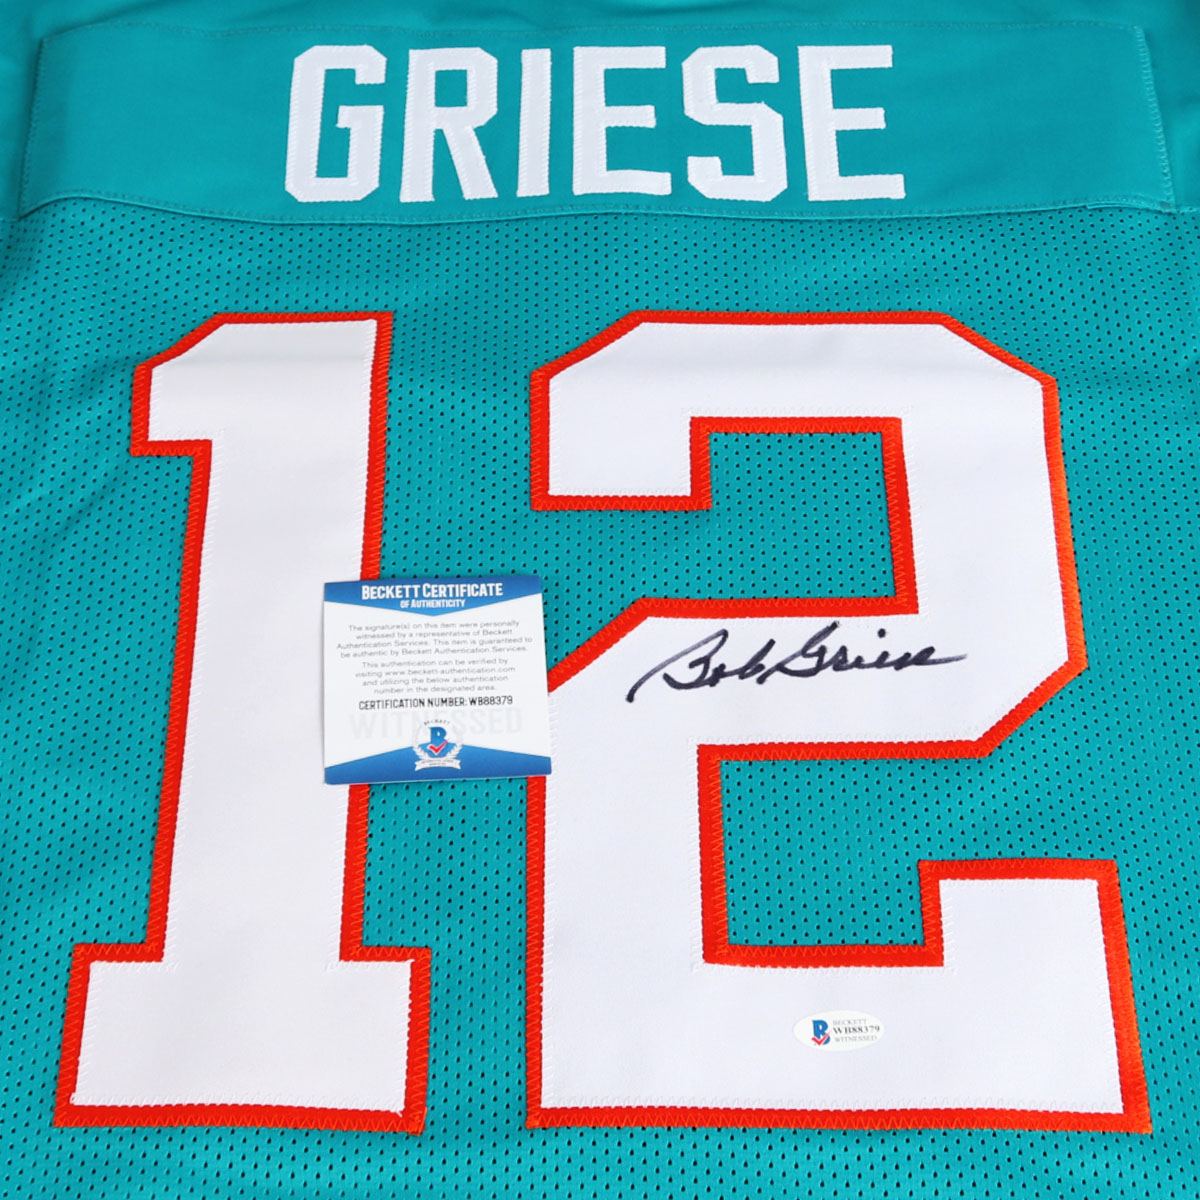 GRIESE
12
BECKETT CERTIFICATE
OF AUTHENTICITY
The signature(s) on this item were personally
witnessed by a representative of Beckett
Authentication Services. This item is guaranteed to
be authentic by Beckett Authentication Services.
This authentication can be verified by
visiting www.beckett-authentication.com
and utilizing the below authentication
number in the designated area.
CERTIFICATION NUMBER: WB88379
WITNESSED
BECKETT
B
Bob Griese
B
BECKETT
WB88379
WITNESSED